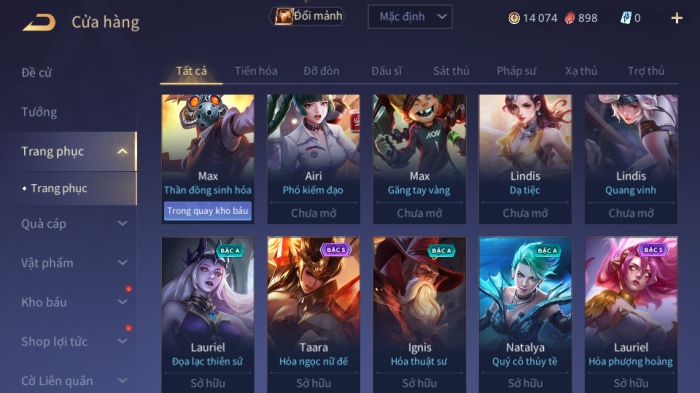 Cửa hàng
Đổi mảnh
Mặc định
14 074
898
0
Đề cử
Tướng
Trang phục
Trang phục
Quà cáp
Vật phẩm
Kho báu
Shop lợi tức
Cờ Liên quân
Tất cả
Tiến hóa
Đỡ đòn
Đấu sĩ
Sát thủ
Pháp sư
Xạ thủ
Trợ thủ
Max
Thần đồng sinh hóa
Trong quay kho báu
Airi
Phó kiếm đạo
Chưa mở
AOV
Max
Găng tay vàng
Chưa mở
Lindis
Dạ tiệc
Chưa mở
Lindis
Quang vinh
Chưa mở
BẬC A
Lauriel
Đọa lạc thiên sứ
Sở hữu
BẬC S
Taara
Hỏa ngọc nữ đế
Sở hữu
BẬC A
Ignis
Hỏa thuật sư
Sở hữu
BẬC A
Natalya
Quý cô thủy tề
Sở hữu
BẬC S
Lauriel
Hỏa phượng hoàng
Sở hữu